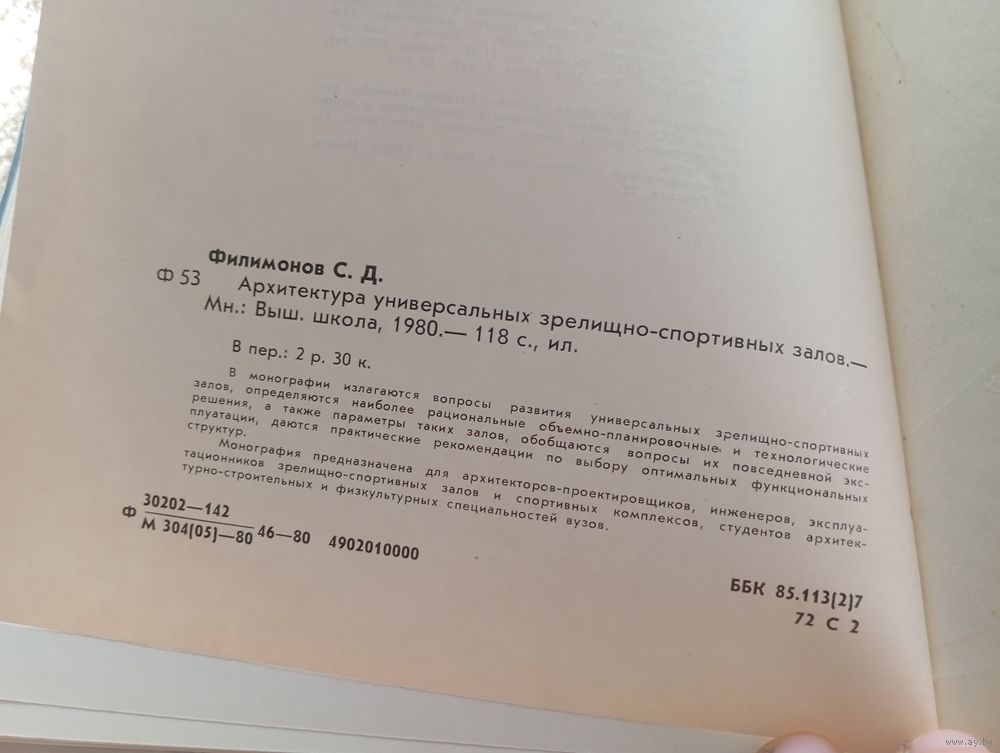 Филимонов С. Д.
Ф 53 Архитектура универсальных зрелищно-спортивных залов.—
Мн.: Выш. школа, 1980.— 118 с., ил.
В пер.: 2 р. 30 к.
В монографии излагаются вопросы развития универсальных зрелищно-спортивных
залов, определяются наиболее рациональные объемно-планировочные и технологические
решения, а также параметры таких залов, обобщаются вопросы их повседневной экс-
плуатации, даются практические рекомендации по выбору оптимальных функциональных
структур.
Монография предназначена для архитекторов-проектировщиков, инженеров, эксплуа-
тационников зрелищно-спортивных залов и спортивных комплексов, студентов архитек-
турно-строительных и физкультурных специальностей вузов.
30202—142
Ф 46—80 4902010000
М 304(05)—80
ББК 85.113(2)7
72 С 2
www.ay.by